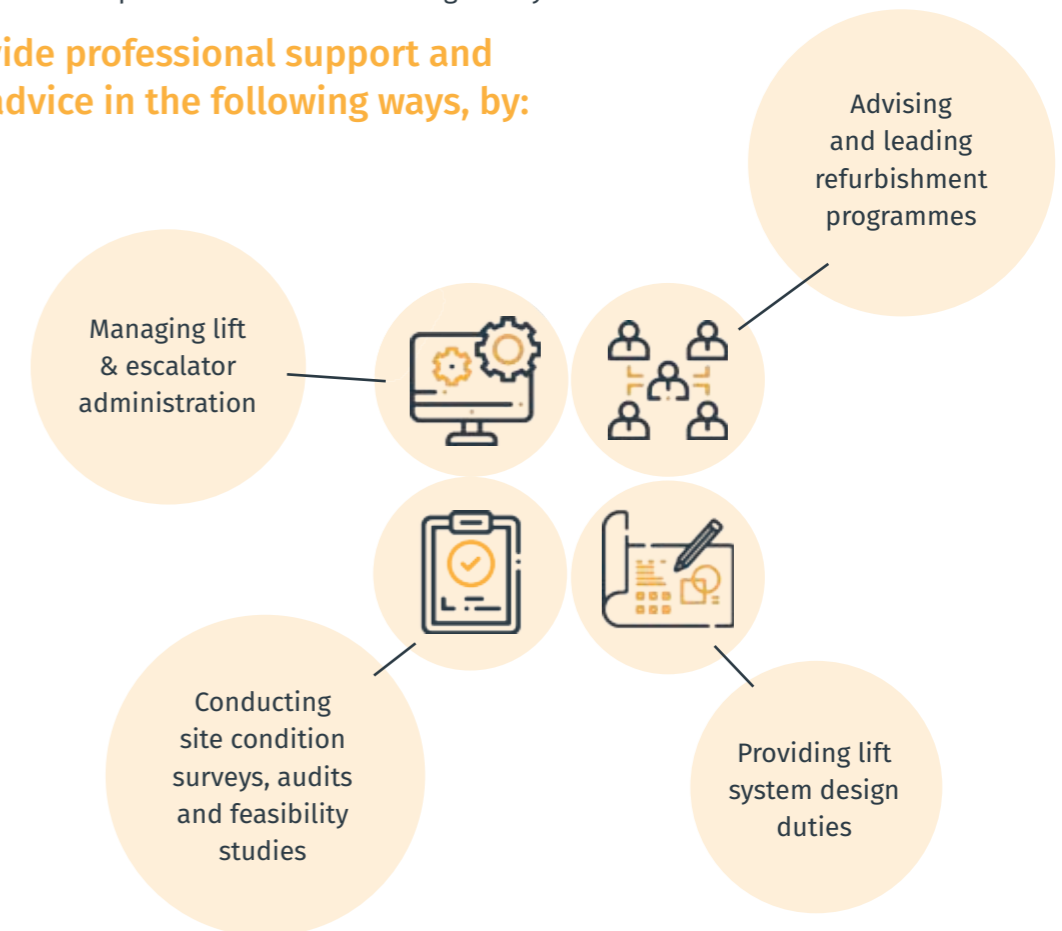 vide professional support and
advice in the following ways, by:
Advising
and leading
refurbishment
programmes
Managing lift
& escalator
administration
Conducting
site condition
surveys, audits
and feasibility
studies
Providing lift
system design
duties